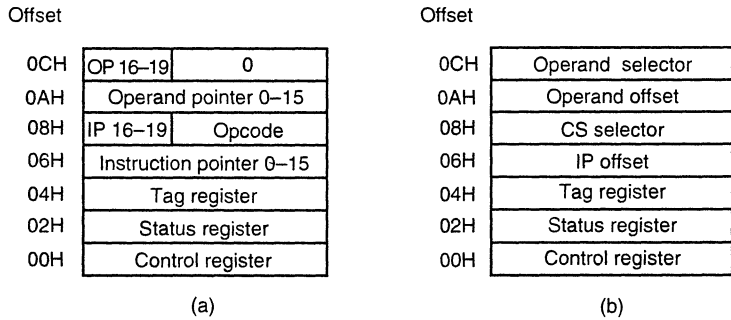 Offset
0CH OP 16–19 0
0AH Operand pointer 0–15
08H IP 16–19 Opcode
06H Instruction pointer 0–15
04H Tag register
02H Status register
00H Control register
(a)
Offset
0CH Operand selector
0AH Operand offset
08H CS selector
06H IP offset
04H Tag register
02H Status register
00H Control register
(b)